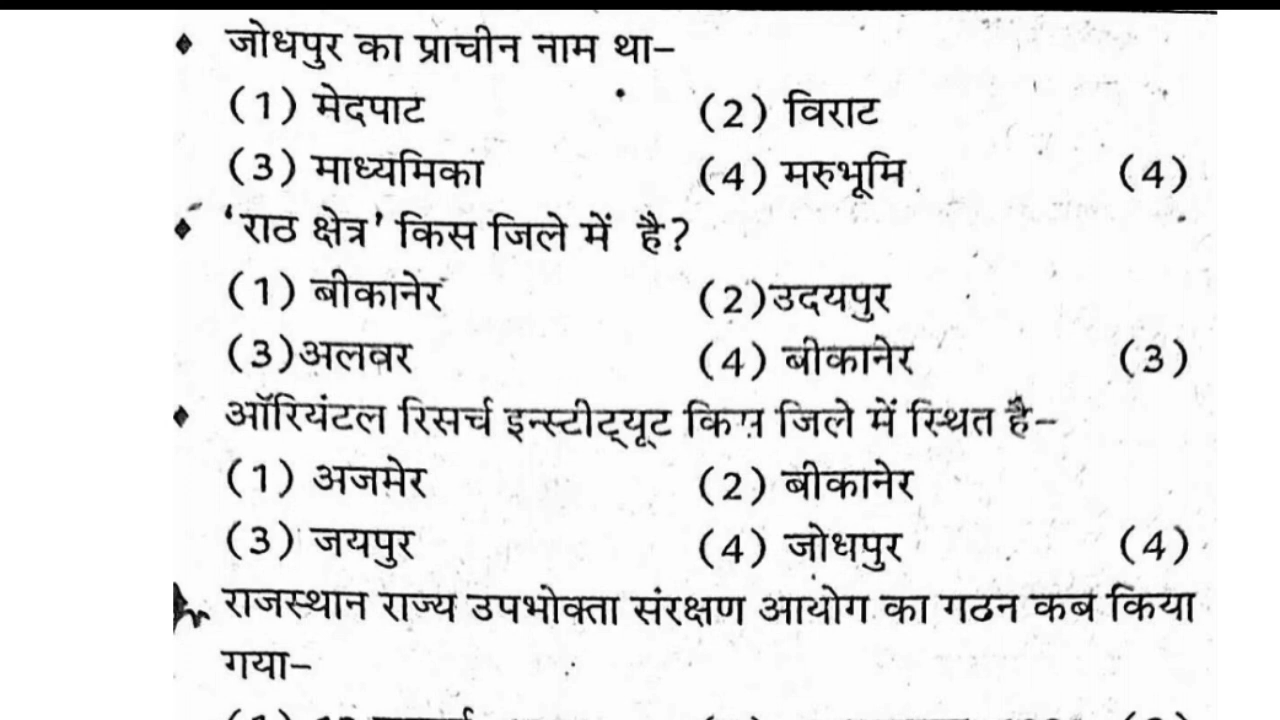 जोधपुर का प्राचीन नाम था–
(1) मेदपाट (2) विराट
(3) माध्यमिका (4) मरुभूमि (4)
‘राठ क्षेत्र’ किस जिले में है?
(1) बीकानेर (2)उदयपुर
(3)अलवर (4) बीकानेर (3)
ऑरियंटल रिसर्च इन्स्टीट्यूट किस जिले में स्थित है–
(1) अजमेर (2) बीकानेर
(3) जयपुर (4) जोधपुर (4)
राजस्थान राज्य उपभोक्ता संरक्षण आयोग का गठन कब किया
गया–